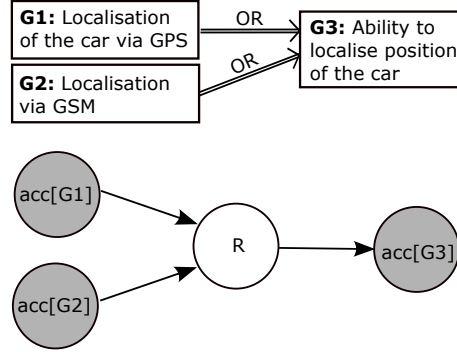 G1: Localisation
of the car via GPS
OR
G3: Ability to
localise position
of the car
G2: Localisation
via GSM
OR
acc[G1]
R
acc[G3]
acc[G2]